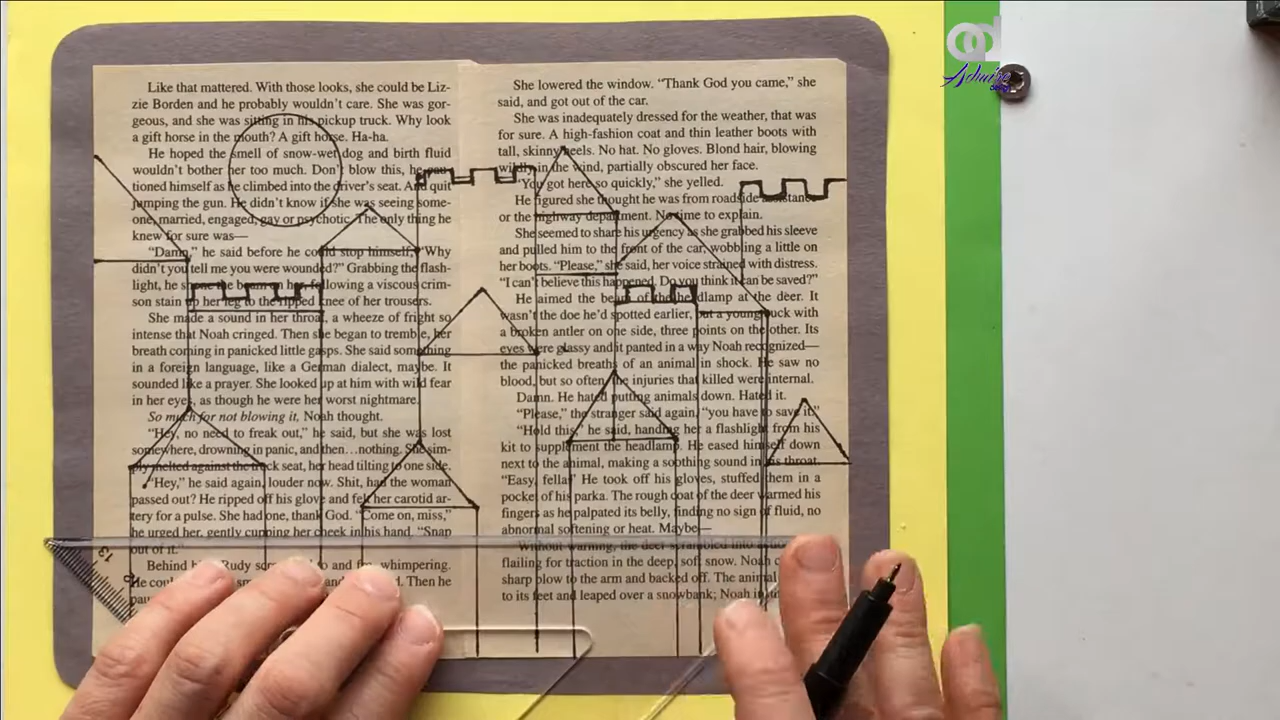 Like that mattered. With those looks, she could be Liz-
zie Borden and he probably wouldn't care. She was gor-
geous, and she was sitting in his pickup truck. Why look
a gift horse in the mouth? A gift horse. Ha-ha.
He hoped the smell of snow-wet dog and birth fluid
wouldn't bother her too much. Don't blow this, he cau-
tioned himself as he climbed into the driver's seat. And quit
jumping the gun. He didn't know if she was seeing some-
one, married, engaged, gay or psychotic. The only thing he
knew for sure was—
"Damn," he said before he could stop himself. "Why
didn't you tell me you were wounded?" Grabbing the flash-
light, he shone the beam on her, following a viscous crim-
son stain up her leg to the ripped knee of her trousers.
She made a sound in her throat, a wheeze of fright so
intense that Noah cringed. Then she began to tremble, her
breath coming in panicked little gasps. She said something
in a foreign language, like a German dialect, maybe. It
sounded like a prayer. She looked up at him with wild fear
in her eyes, as though he were her worst nightmare.
So much for not blowing it, Noah thought.
"Hey, no need to freak out," he said, but she was lost
somewhere, drowning in panic, and then…nothing. She sim-
ply melted against the truck seat, her head tilting to one side.
"Hey," he said again, louder now. Shit, had the woman
passed out? He ripped off his glove and felt her carotid ar-
tery for a pulse. She had one, thank God. "Come on, miss,"
he urged her, gently cupping her cheek in his hand. "Snap
out of it."
Behind Rudy and whimpering.
He and Then he
She lowered the window. "Thank God you came," she
said, and got out of the car.
She was inadequately dressed for the weather, that was
for sure. A high-fashion coat and thin leather boots with
tall, skinny heels. No hat. No gloves. Blond hair, blowing
wildly in the wind, partially obscured her face.
"You got here so quickly," she yelled.
He figured she thought he was from roadside assistance
or the highway department. No time to explain.
She seemed to share his urgency as she grabbed his sleeve
and pulled him to the front of the car, wobbing a little on
her boots. "Please," she said, her voice strained with distress.
"I can't believe this happened. Do you think it can be saved?"
He aimed the beam of the headlamp at the deer. It
wasn't the doe he'd spotted earlier, but a young buck with
a broken antler on one side, three points on the other. Its
eyes were glassy and it panted in a way Noah recognized—
the panicked breaths of an animal in shock. He saw no
blood, but so often the injuries that killed were internal.
Damn. He hated putting animals down. Hated it.
"Please," the stranger said again, "you have to save it."
"Hold this," he said, handing her a flashlight from his
kit to supplement the headlamp. He eased himself down
next to the animal, making a soothing sound in his throat.
"Easy, fella." He took off his gloves, stuffed them in a
pocket of his parka. The rough coat of the deer warmed his
fingers as he palpated its belly, finding no sign of fluid, no
abnormal softening or heat. Maybe—
Without warning, the deer scrambled into
flailing for traction in the deep, soft snow. Noah
sharp blow to the arm and backed off. The animal
to its feet and leaped over a snowbank; Noah
13
ad
Admire